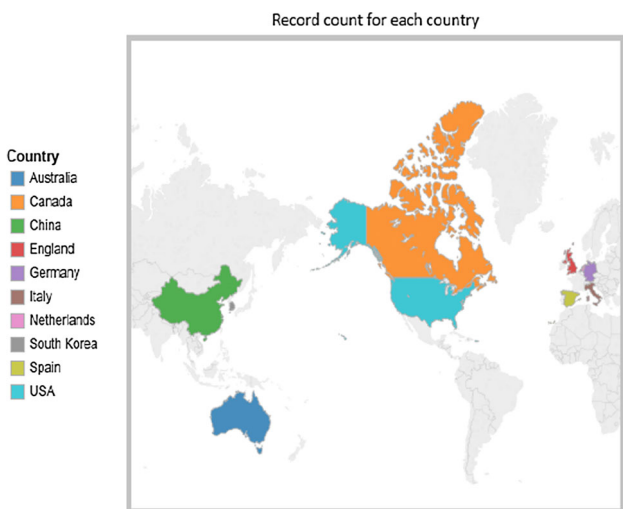 Record count for each country
Country
Australia
Canada
China
England
Germany
Italy
Netherlands
South Korea
Spain
USA